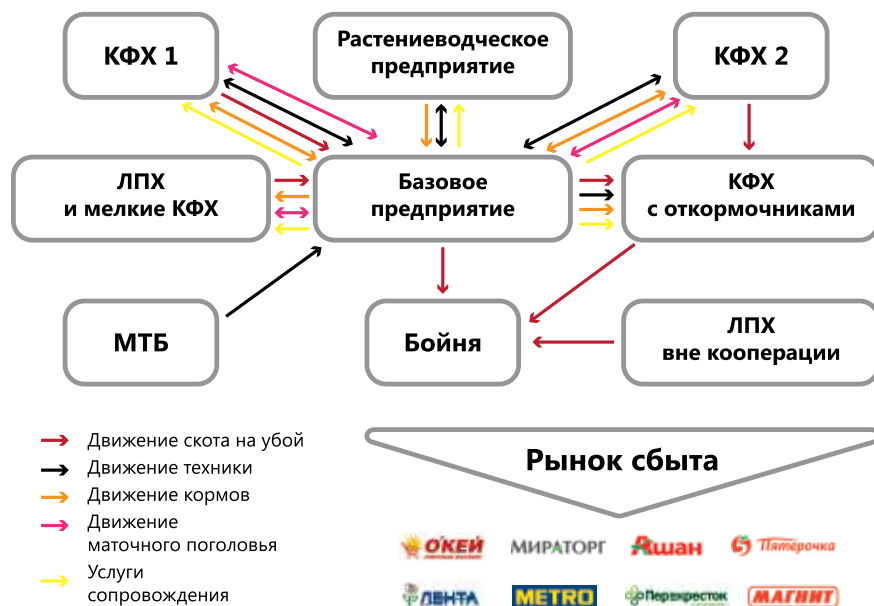 КФХ 1
Растениеводческое
предприятие
КФХ 2
ЛПХ
и мелкие КФХ
Базовое
предприятие
КФХ
с откормочниками
МТБ
Бойня
ЛПХ
вне кооперации
Движение скота на убой
Движение техники
Движение кормов
Движение
маточного поголовья
Услуги
сопровождения
Рынок сбыта
О'КЕЙ
МИРАТОРГ
Ашан
5 Пятёрочка
ЛЕНТА
METRO
Перекресток
МАГНИТ